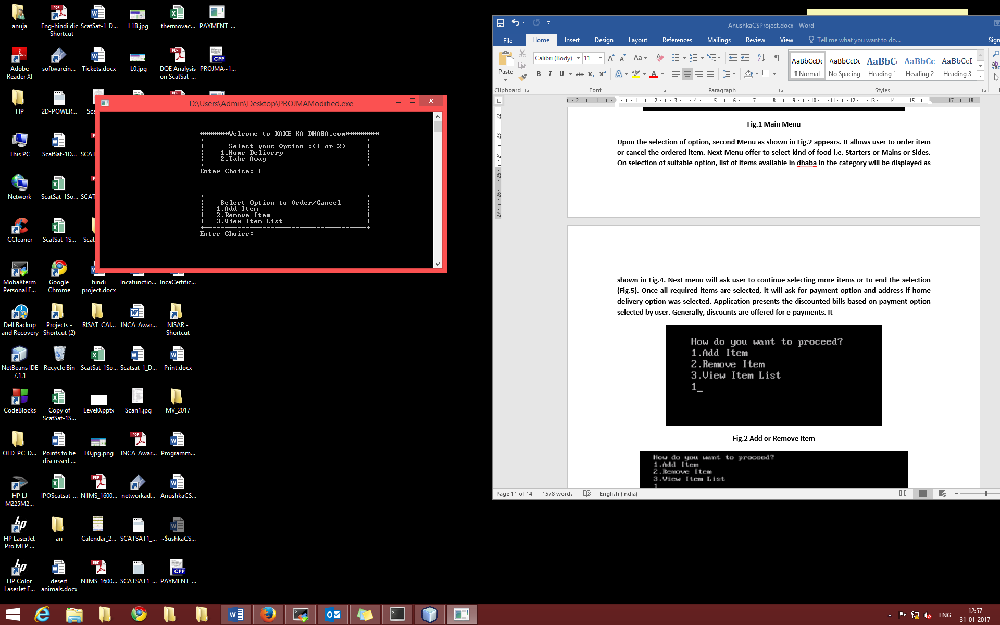 anuja
Eng-hindi dic - Shortcut
ScatSat-1_D...
L1B.jpg
thermovac...
PAYMENT_...
Adobe Reader XI
softwarein...
Tickets.docx
L0.jpg
DQE Analysis on ScatSat-...
PROJMA~1...
HP
2D-POWER...
This PC
ScatSat-1D...
SCAT
Network
ScatSat-1So...
SCAT
CCleaner
ScatSat-1S...
Scat
MobaXterm Personal E...
Google Chrome
hindi project.docx
Incafunctio...
IncaCertific...
Dell Backup and Recovery
Projects - Shortcut (2)
RISAT_CAL...
INCA_Awar...
NISAR - Shortcut
NetBeans IDE 7.1.1
Recycle Bin
ScatSat-1So...
Scatsat-1_D...
Print.docx
CodeBlocks
Copy of ScatSat-1S...
Level0.pptx
Scan1.jpg
MV_2017
OLD_PC_D...
Points to be discussed ...
L0.jpg.png
INCA_Awar...
Programm...
HP LJ M225M2...
IPOScatsat-...
NIIMS_1600...
networkad...
AnushkaCS...
HP LaserJet Pro MFP ...
ari
Calendar_2...
SCATSAT1_...
~$ushkaCS...
HP Color LaserJet E...
desert animals.docx
NIIMS_1600...
SCATSAT1_...
PAYMENT_...
D:\Users\Admin\Desktop\PROJMAModified.exe
*******Welcome to KAKE KA DHABA.com********
Select yout Option :(1 or 2)
1.Home Delivery
2.Take Away
Enter Choice: 1
Select Option to Order/Cancel
1.Add Item
2.Remove Item
3.View Item List
Enter Choice:
AnushkaCSProject.docx - Word
File Home Insert Design Layout References Mailings Review View Tell me what you want to do... Sign
Paste
Calibri (Body) 11
AaBbCcDc AaBbCcDc AaBbC( AaBbCc AaBbCcI
¶ Normal No Spacing Heading 1 Heading 2 Heading 3
Clipboard Font Paragraph Styles
Fig.1 Main Menu
Upon the selection of option, second Menu as shown in Fig.2 appears. It allows user to order item
or cancel the ordered item. Next Menu offer to select kind of food i.e. Starters or Mains or Sides.
On selection of suitable option, list of items available in dhaba in the category will be displayed as
shown in Fig.4. Next menu will ask user to continue selecting more items or to end the selection
(Fig.5). Once all required items are selected, it will ask for payment option and address if home
delivery option was selected. Application presents the discounted bills based on payment option
selected by user. Generally, discounts are offered for e-payments. It
How do you want to proceed?
1.Add Item
2.Remove Item
3.View Item List
1_
Fig.2 Add or Remove Item
How do you want to proceed?
1.Add Item
2.Remove Item
3.View Item List
1
Page 11 of 14 1578 words English (India)
ENG
12:57
31-01-2017